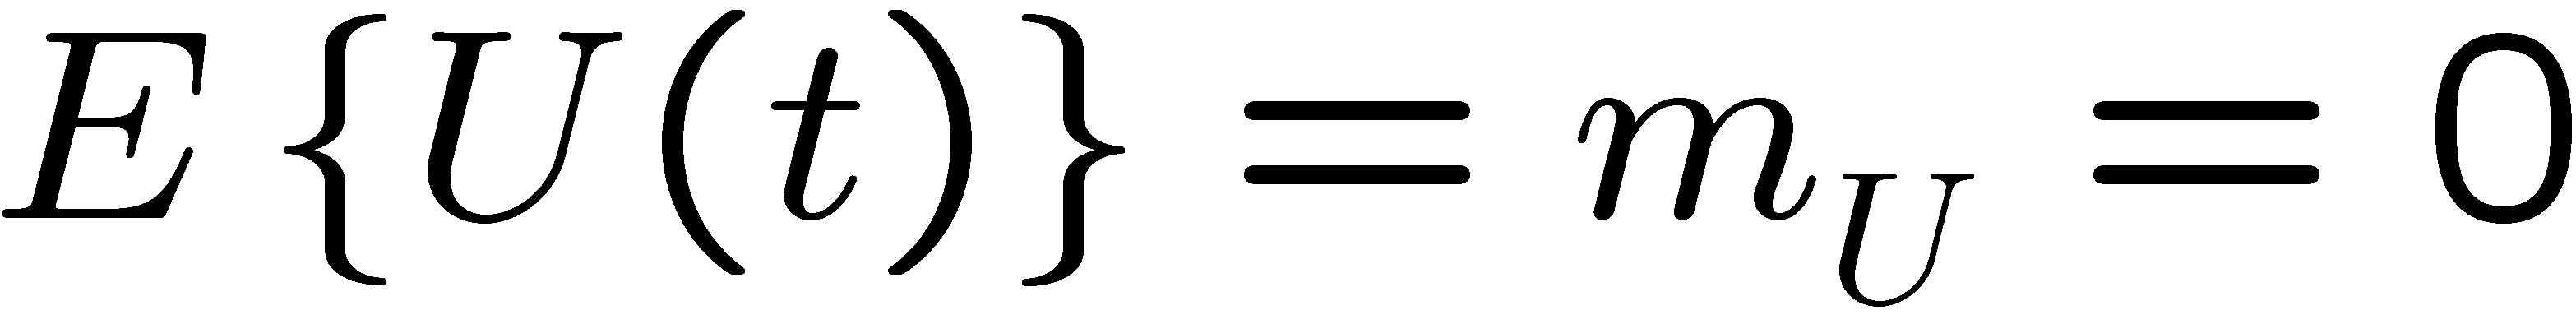 E{U(t)} = m_U = 0